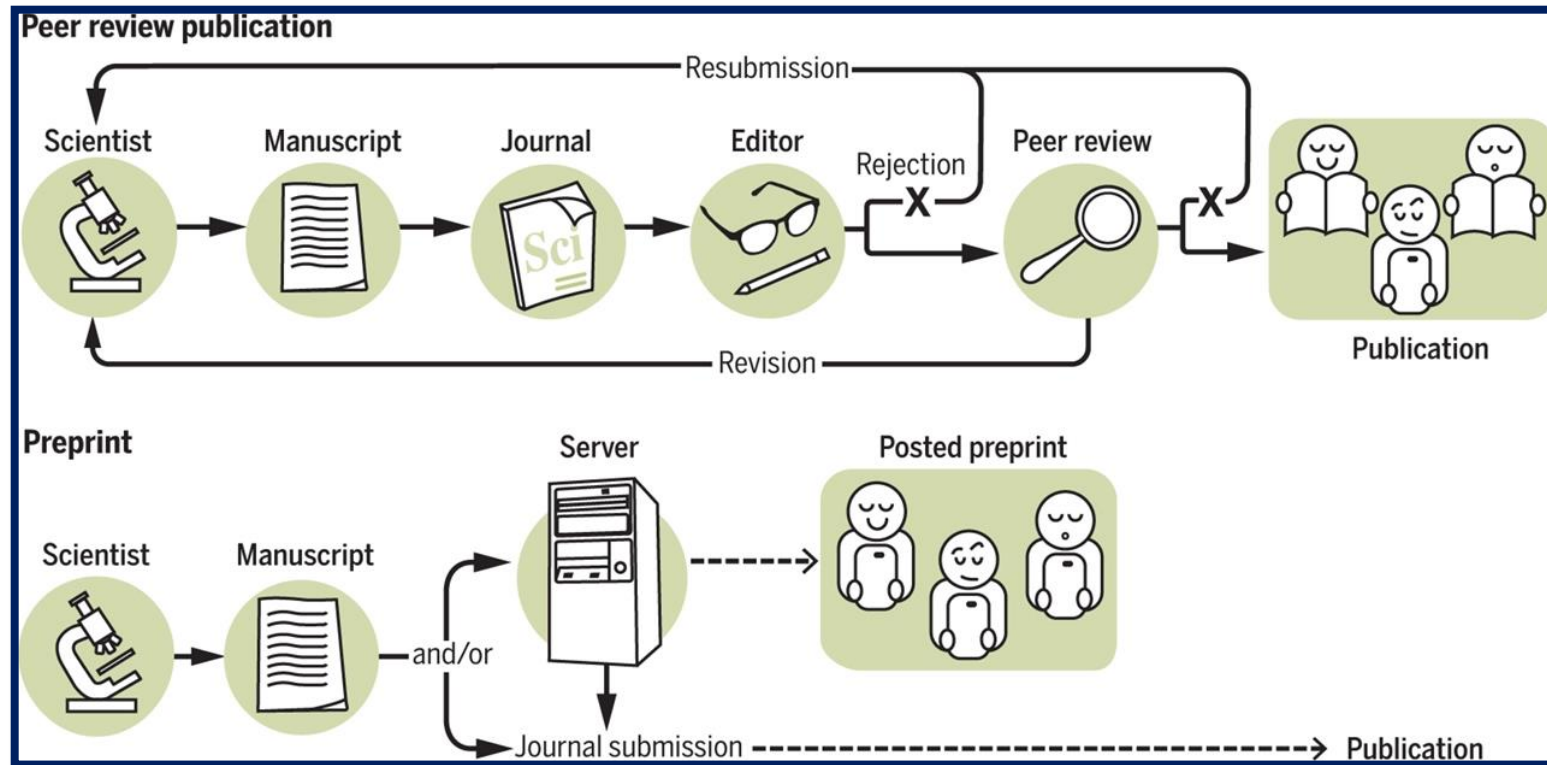 Peer review publication
Resubmission
Scientist
Manuscript
Journal
Editor
Rejection
Peer review
X
X
Sci
Publication
Revision
Preprint
Server
Posted preprint
Scientist
Manuscript
and/or
Journal submission
Publication